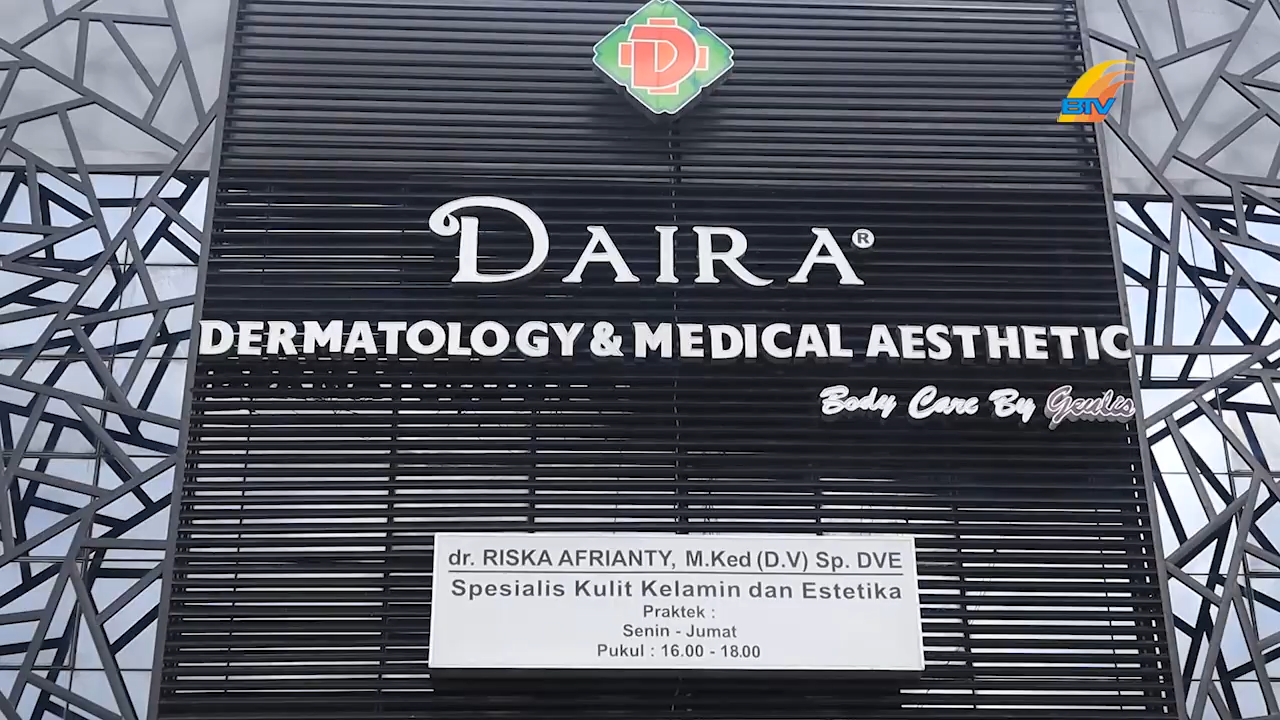 D
BTV
DAIRA®
DERMATOLOGY & MEDICAL AESTHETIC
Body Care By Geulis
dr. RISKA AFRIANTY, M.Ked (D.V) Sp. DVE
Spesialis Kulit Kelamin dan Estetika
Praktek :
Senin - Jumat
Pukul : 16.00 - 18.00